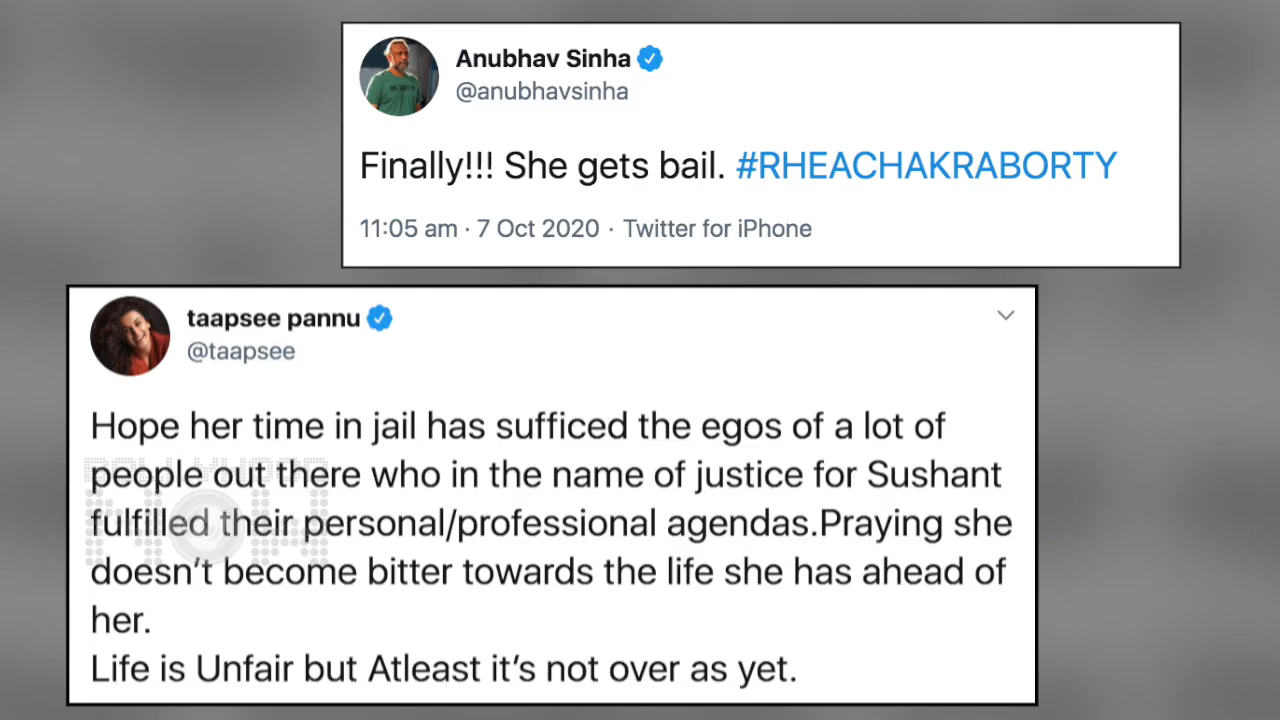 Anubhav Sinha
@anubhavsinha
Finally!!! She gets bail. #RHEACHAKRABORTY
11:05 am · 7 Oct 2020 · Twitter for iPhone
taapsee pannu
@taapsee
Hope her time in jail has sufficed the egos of a lot of
people out there who in the name of justice for Sushant
fulfilled their personal/professional agendas.Praying she
doesn’t become bitter towards the life she has ahead of
her.
Life is Unfair but Atleast it’s not over as yet.